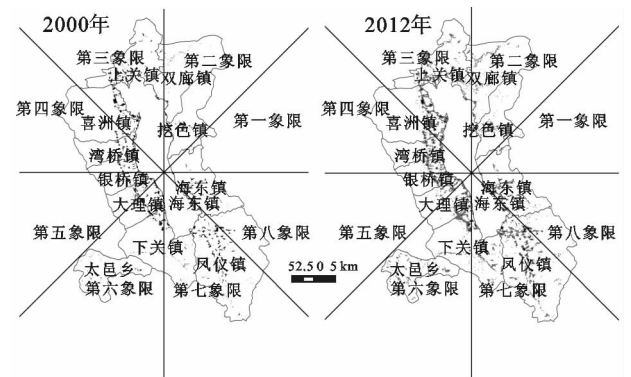 2000年
第三象限
第二象限
上关镇
双廊镇
第四象限
喜洲镇
挖色镇
第一象限
湾桥镇
银桥镇
海东镇
大理镇
海东镇
第五象限
第八象限
下关镇
凤仪镇
太邑乡
第六象限
第七象限
52.5 0 5 km
2012年
第三象限
第二象限
上关镇
双廊镇
第四象限
喜洲镇
挖色镇
第一象限
湾桥镇
银桥镇
海东镇
大理镇
海东镇
第五象限
第八象限
下关镇
凤仪镇
太邑乡
第六象限
第七象限